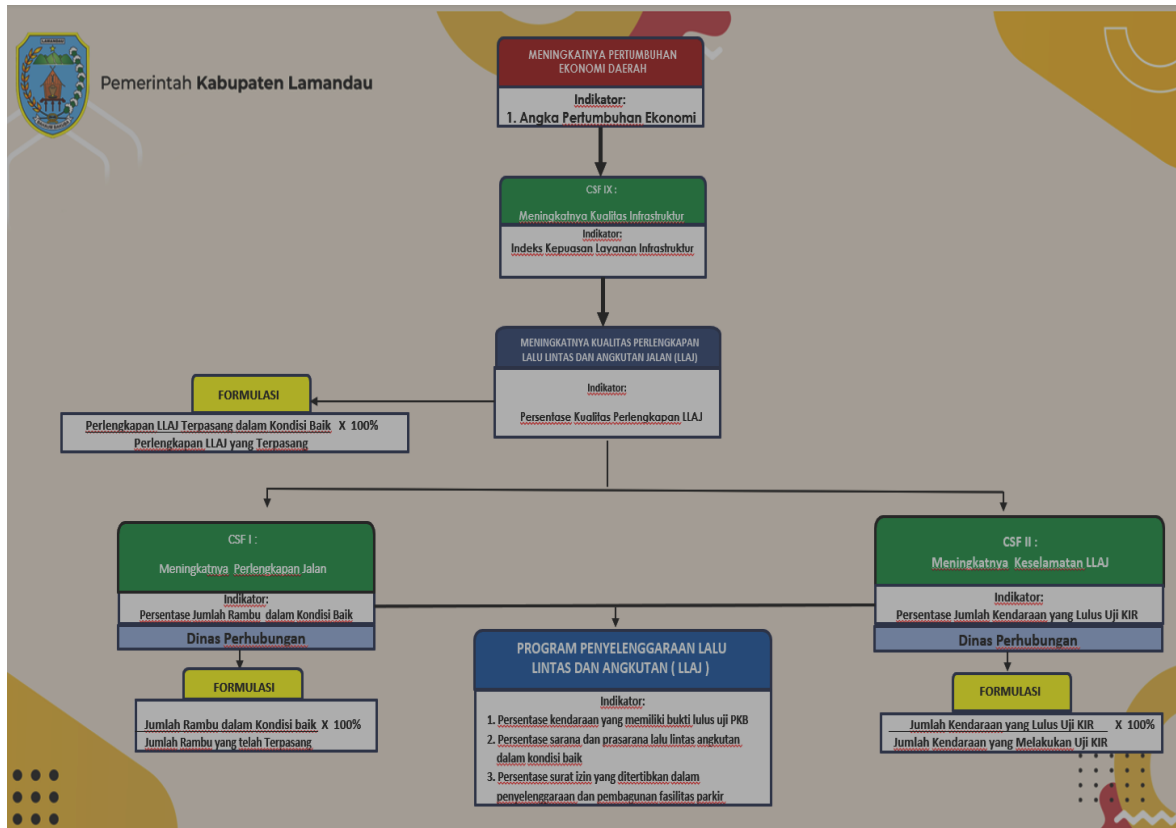 LAMANDAU
Pemerintah Kabupaten Lamandau
MENINGKATNYA PERTUMBUHAN
EKONOMI DAERAH
Indikator:
1. Angka Pertumbuhan Ekonomi
CSF IX :
Meningkatnya Kualitas Infrastruktur
Indikator:
Indeks Kepuasan Layanan Infrastruktur
MENINGKATNYA KUALITAS PERLENGKAPAN
LALU LINTAS DAN ANGKUTAN JALAN (LLAJ)
Indikator:
Persentase Kualitas Perlengkapan LLAJ
FORMULASI
Perlengkapan LLAJ Terpasang dalam Kondisi Baik X 100%
Perlengkapan LLAJ yang Terpasang
CSF I :
Meningkatnya Perlengkapan Jalan
Indikator:
Persentase Jumlah Rambu dalam Kondisi Baik
Dinas Perhubungan
FORMULASI
Jumlah Rambu dalam Kondisi baik X 100%
Jumlah Rambu yang telah Terpasang
PROGRAM PENYELENGGARAAN LALU
LINTAS DAN ANGKUTAN ( LLAJ )
Indikator:
1. Persentase kendaraan yang memiliki bukti lulus uji PKB
2. Persentase sarana dan prasarana lalu lintas angkutan
dalam kondisi baik
3. Persentase surat izin yang ditertibkan dalam
penyelenggaraan dan pembagunan fasilitas parkir
CSF II :
Meningkatnya Keselamatan LLAJ
Indikator:
Persentase Jumlah Kendaraan yang Lulus Uji KIR
Dinas Perhubungan
FORMULASI
Jumlah Kendaraan yang Lulus Uji KIR X 100%
Jumlah Kendaraan yang Melakukan Uji KIR